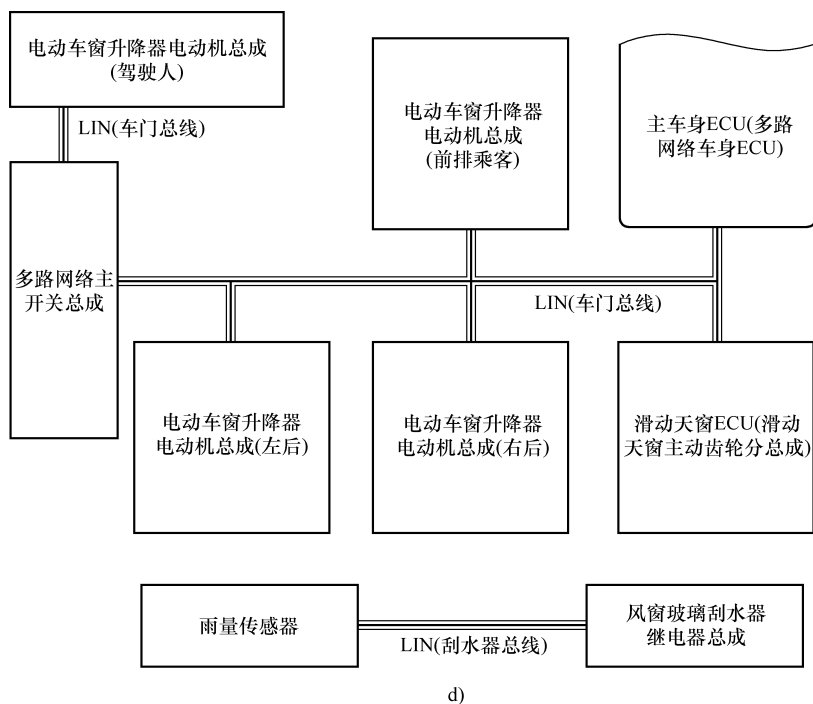 电动车窗升降器电动机总成
(驾驶人)
LIN(车门总线)
电动车窗升降器
电动机总成
(前排乘客)
主车身ECU(多路
网络车身ECU)
多路网络主
开关总成
LIN(车门总线)
电动车窗升降器
电动机总成(左后)
电动车窗升降器
电动机总成(右后)
滑动天窗ECU(滑动
天窗主动齿轮分总成)
雨量传感器
LIN(刮水器总线)
风窗玻璃刮水器
继电器总成
d)